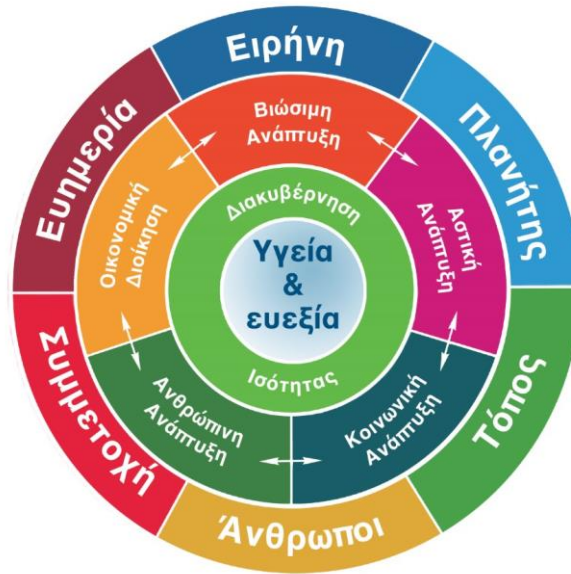 Ειρήνη
Πλανήτης
Τόπος
Άνθρωποι
Συμμετοχή
Ευημερία
Βιώσιμη
Ανάπτυξη
Αστική
Ανάπτυξη
Κοινωνική
Ανάπτυξη
Ανθρώπινη
Ανάπτυξη
Οικονομική
Διοίκηση
Διακυβέρνηση
Ισότητας
Υγεία
&
ευεξία